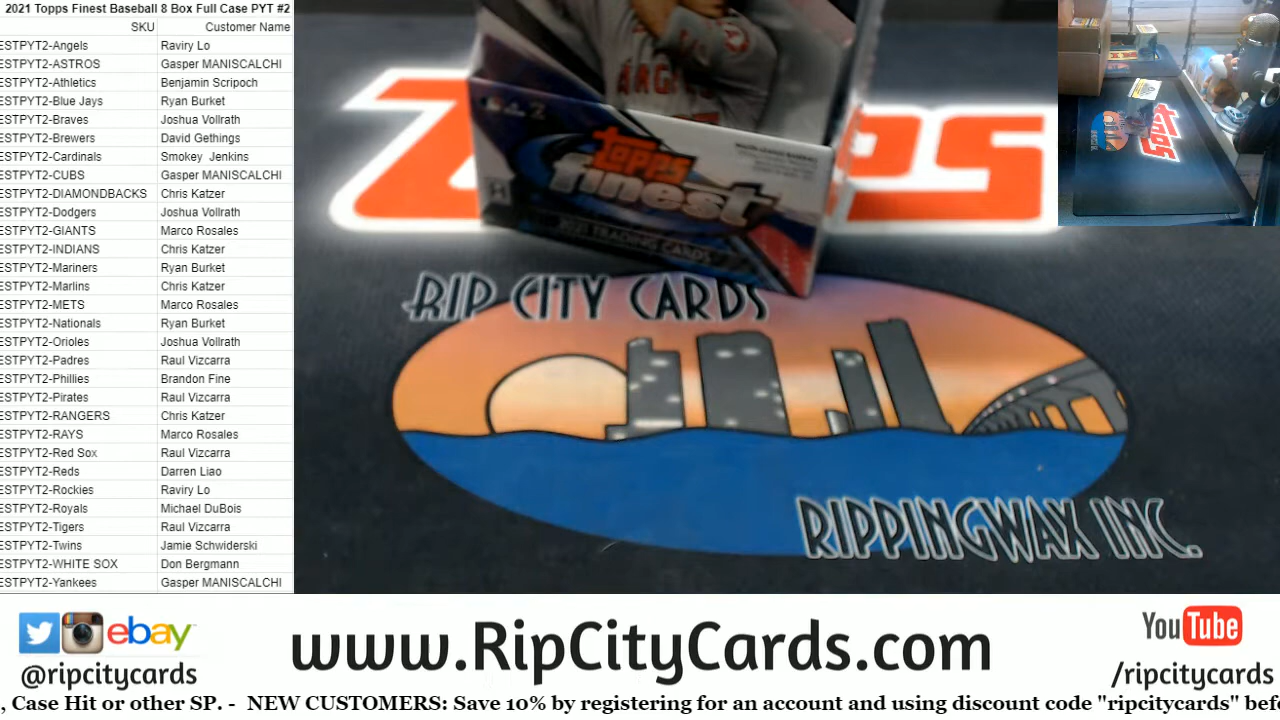 2021 Topps Finest Baseball 8 Box Full Case PYT #2
SKU Customer Name
ESTPYT2-Angels Raviry Lo
ESTPYT2-ASTROS Gasper MANISCALCHI
ESTPYT2-Athletics Benjamin Scripoch
ESTPYT2-Blue Jays Ryan Burket
ESTPYT2-Braves Joshua Vollrath
ESTPYT2-Brewers David Gethings
ESTPYT2-Cardinals Smokey Jenkins
ESTPYT2-CUBS Gasper MANISCALCHI
ESTPYT2-DIAMONDBACKS Chris Katzer
ESTPYT2-Dodgers Joshua Vollrath
ESTPYT2-GIANTS Marco Rosales
ESTPYT2-INDIANS Chris Katzer
ESTPYT2-Mariners Ryan Burket
ESTPYT2-Marlins Chris Katzer
ESTPYT2-METS Marco Rosales
ESTPYT2-Nationals Ryan Burket
ESTPYT2-Orioles Joshua Vollrath
ESTPYT2-Padres Raul Vizcarra
ESTPYT2-Phillies Brandon Fine
ESTPYT2-Pirates Raul Vizcarra
ESTPYT2-RANGERS Chris Katzer
ESTPYT2-RAYS Marco Rosales
ESTPYT2-Red Sox Raul Vizcarra
ESTPYT2-Reds Darren Liao
ESTPYT2-Rockies Raviry Lo
ESTPYT2-Royals Michael DuBois
ESTPYT2-Tigers Raul Vizcarra
ESTPYT2-Twins Jamie Schwiderski
ESTPYT2-WHITE SOX Don Bergmann
ESTPYT2-Yankees Gasper MANISCALCHI
ANGELS
2
topps
finest
2021 TRADING CARDS
RIP CITY CARDS
RIPPINGWAX INC.
topps
ebay
@ripcitycards
www.RipCityCards.com
YouTube
/ripcitycards
, Case Hit or other SP. - NEW CUSTOMERS: Save 10% by registering for an account and using discount code "ripcitycards" bef